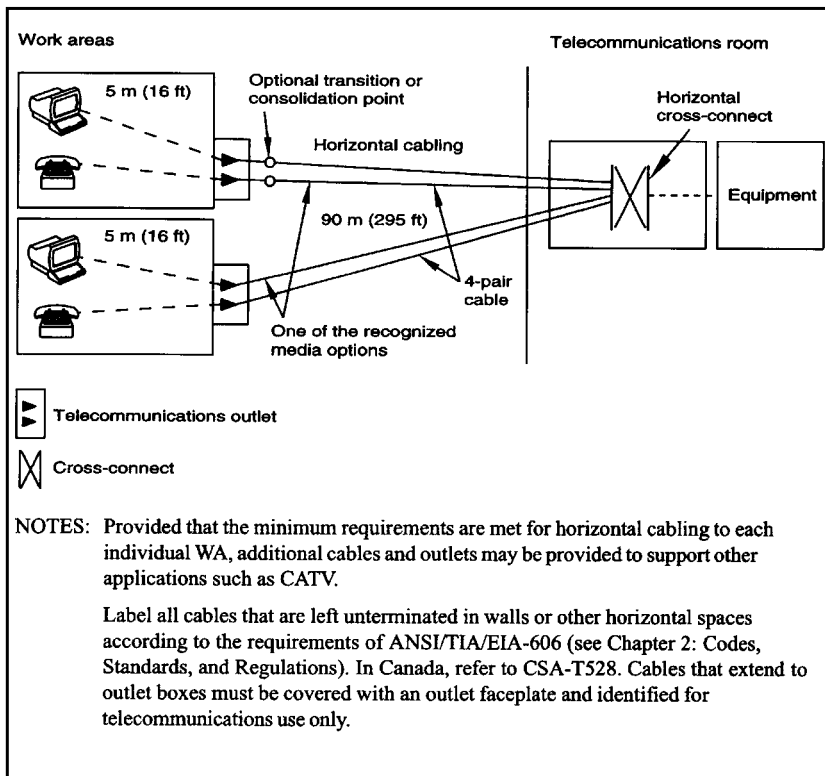 Work areas
Telecommunications room
5 m (16 ft)
Optional transition or
consolidation point
Horizontal
cross-connect
Horizontal cabling
Equipment
90 m (295 ft)
5 m (16 ft)
4-pair
cable
One of the recognized
media options
Telecommunications outlet
Cross-connect
NOTES: Provided that the minimum requirements are met for horizontal cabling to each
individual WA, additional cables and outlets may be provided to support other
applications such as CATV.
Label all cables that are left unterminated in walls or other horizontal spaces
according to the requirements of ANSI/TIA/EIA-606 (see Chapter 2: Codes,
Standards, and Regulations). In Canada, refer to CSA-T528. Cables that extend to
outlet boxes must be covered with an outlet faceplate and identified for
telecommunications use only.